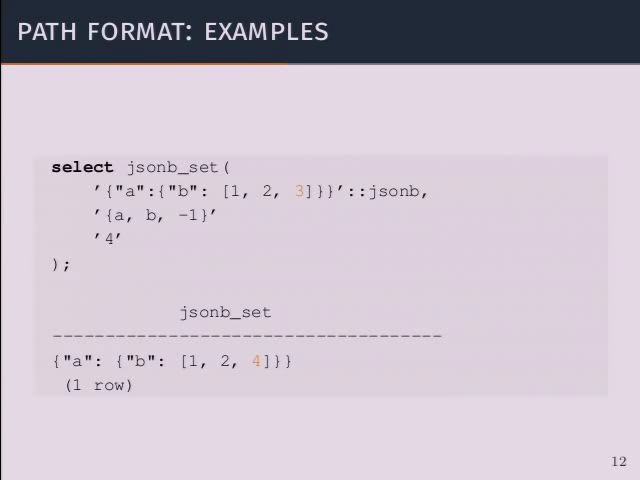 PATH FORMAT: EXAMPLES
select jsonb_set(
'{"a":{"b": [1, 2, 3]}}'::jsonb,
'{a, b, -1}'
'4'
);
jsonb_set
-------------------------------------
{"a": {"b": [1, 2, 4]}}
(1 row)
12